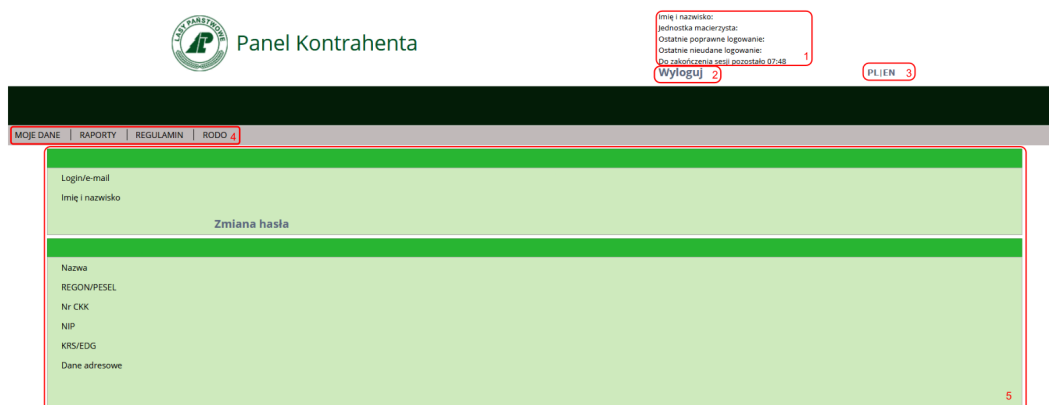 LASY PAŃSTWOWE
Panel Kontrahenta
Imię i nazwisko:
Jednostka macierzysta:
Ostatnie poprawne logowanie:
Ostatnie nieudane logowanie:
Do zakończenia sesji pozostało 07:48
1
Wyloguj 2
PL|EN 3
MOJE DANE | RAPORTY | REGULAMIN | RODO 4
Login/e-mail
Imię i nazwisko
Zmiana hasła
Nazwa
REGON/PESEL
Nr CKK
NIP
KRS/EDG
Dane adresowe
5